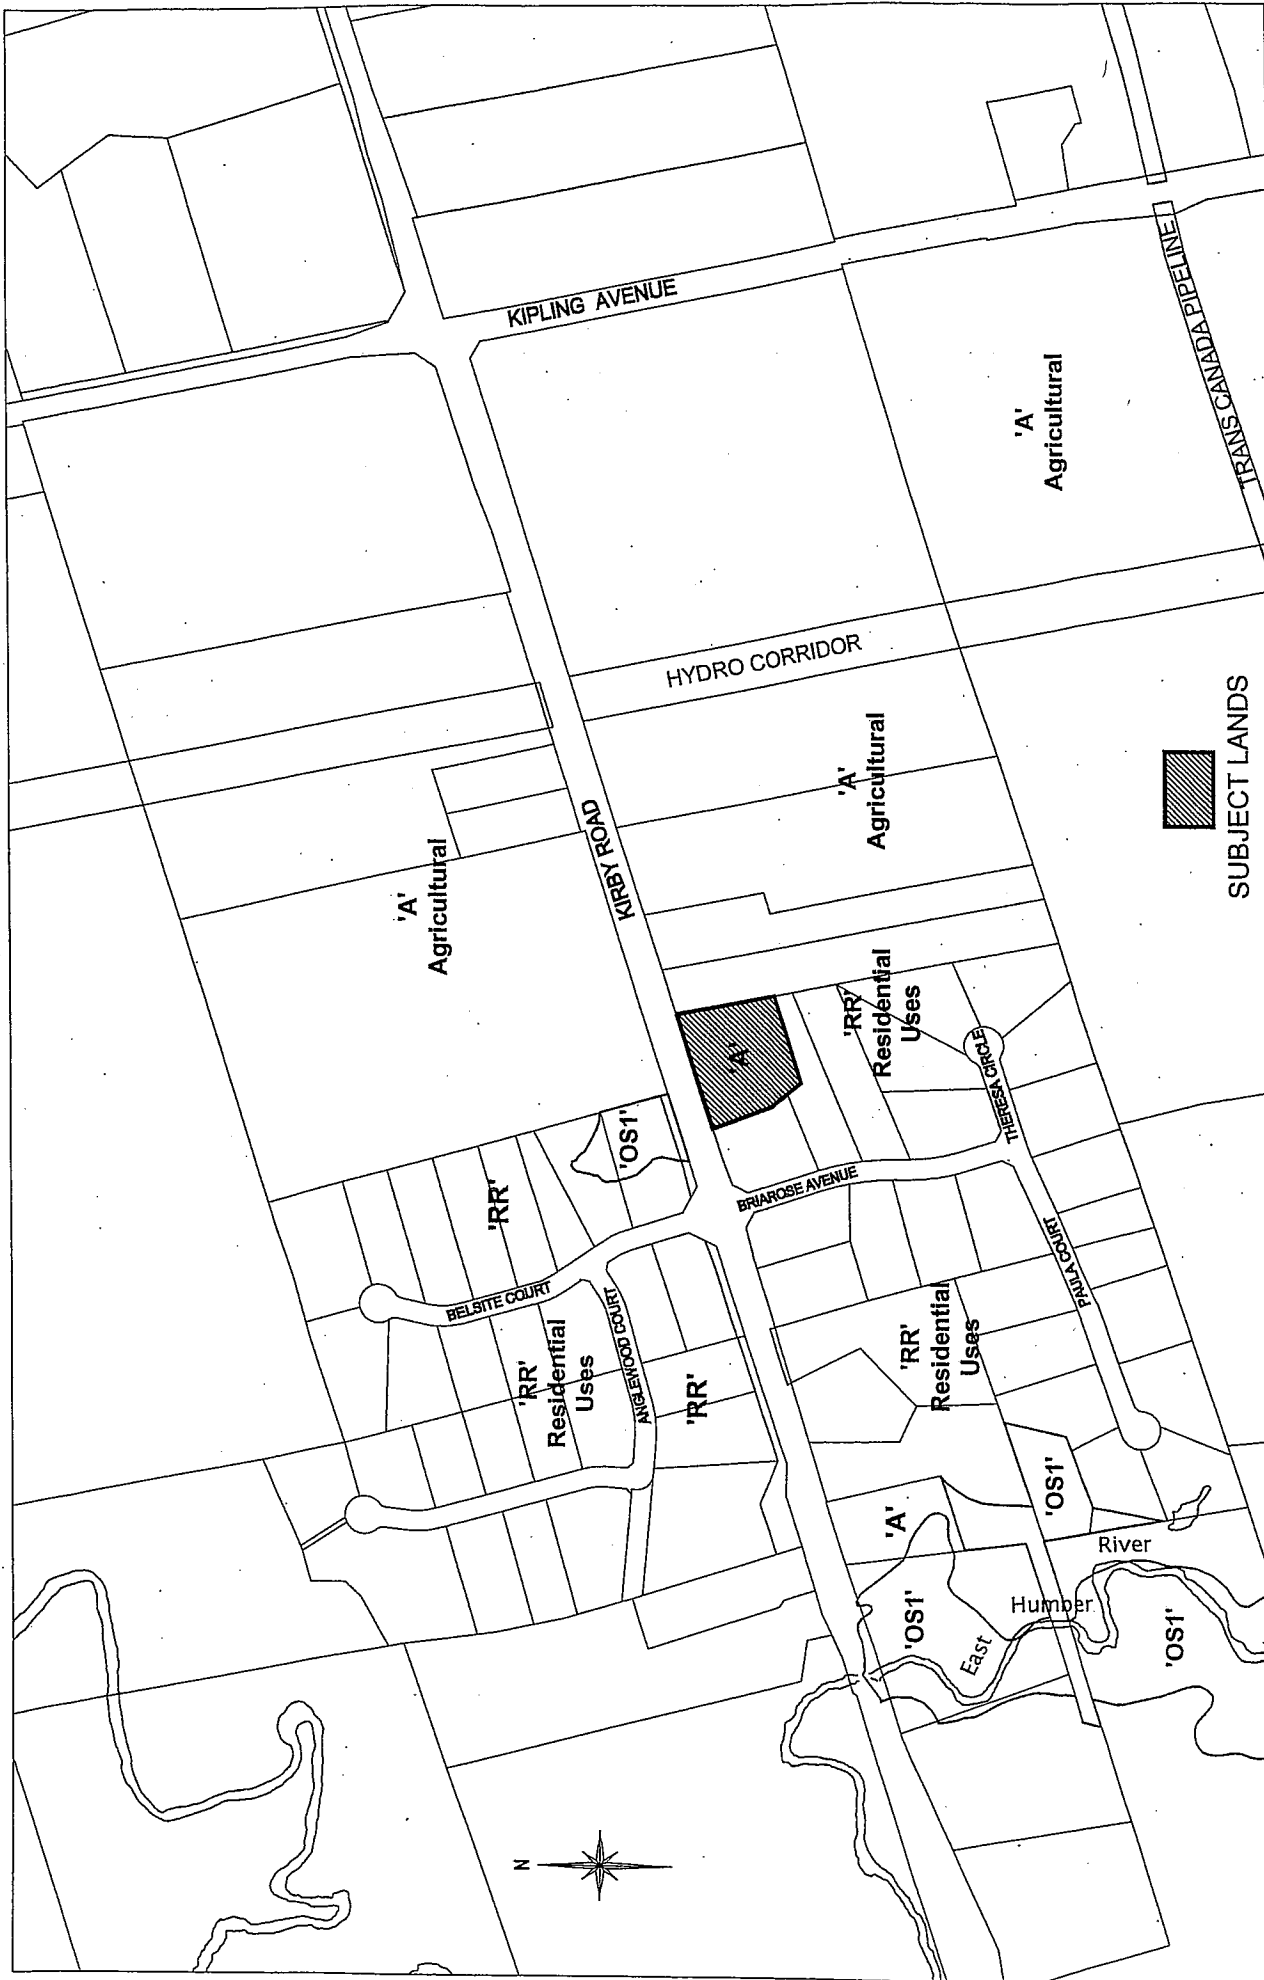 KIPLING AVENUE
TRANS CANADA PIPELINE
'A'
Agricultural
HYDRO CORRIDOR
'A'
Agricultural
KIRBY ROAD
'A'
Agricultural
SUBJECT LANDS
'A'
'RR'
Residential
Uses
THERESA CIRCLE
'OS1'
BRIAROSE AVENUE
'RR'
PAULA COURT
BELSITE COURT
ANGLEWOOD COURT
'RR'
Residential
Uses
'RR'
'RR'
Residential
Uses
'A'
'OS1'
'OS1'
East
Humber
River
'OS1'
N